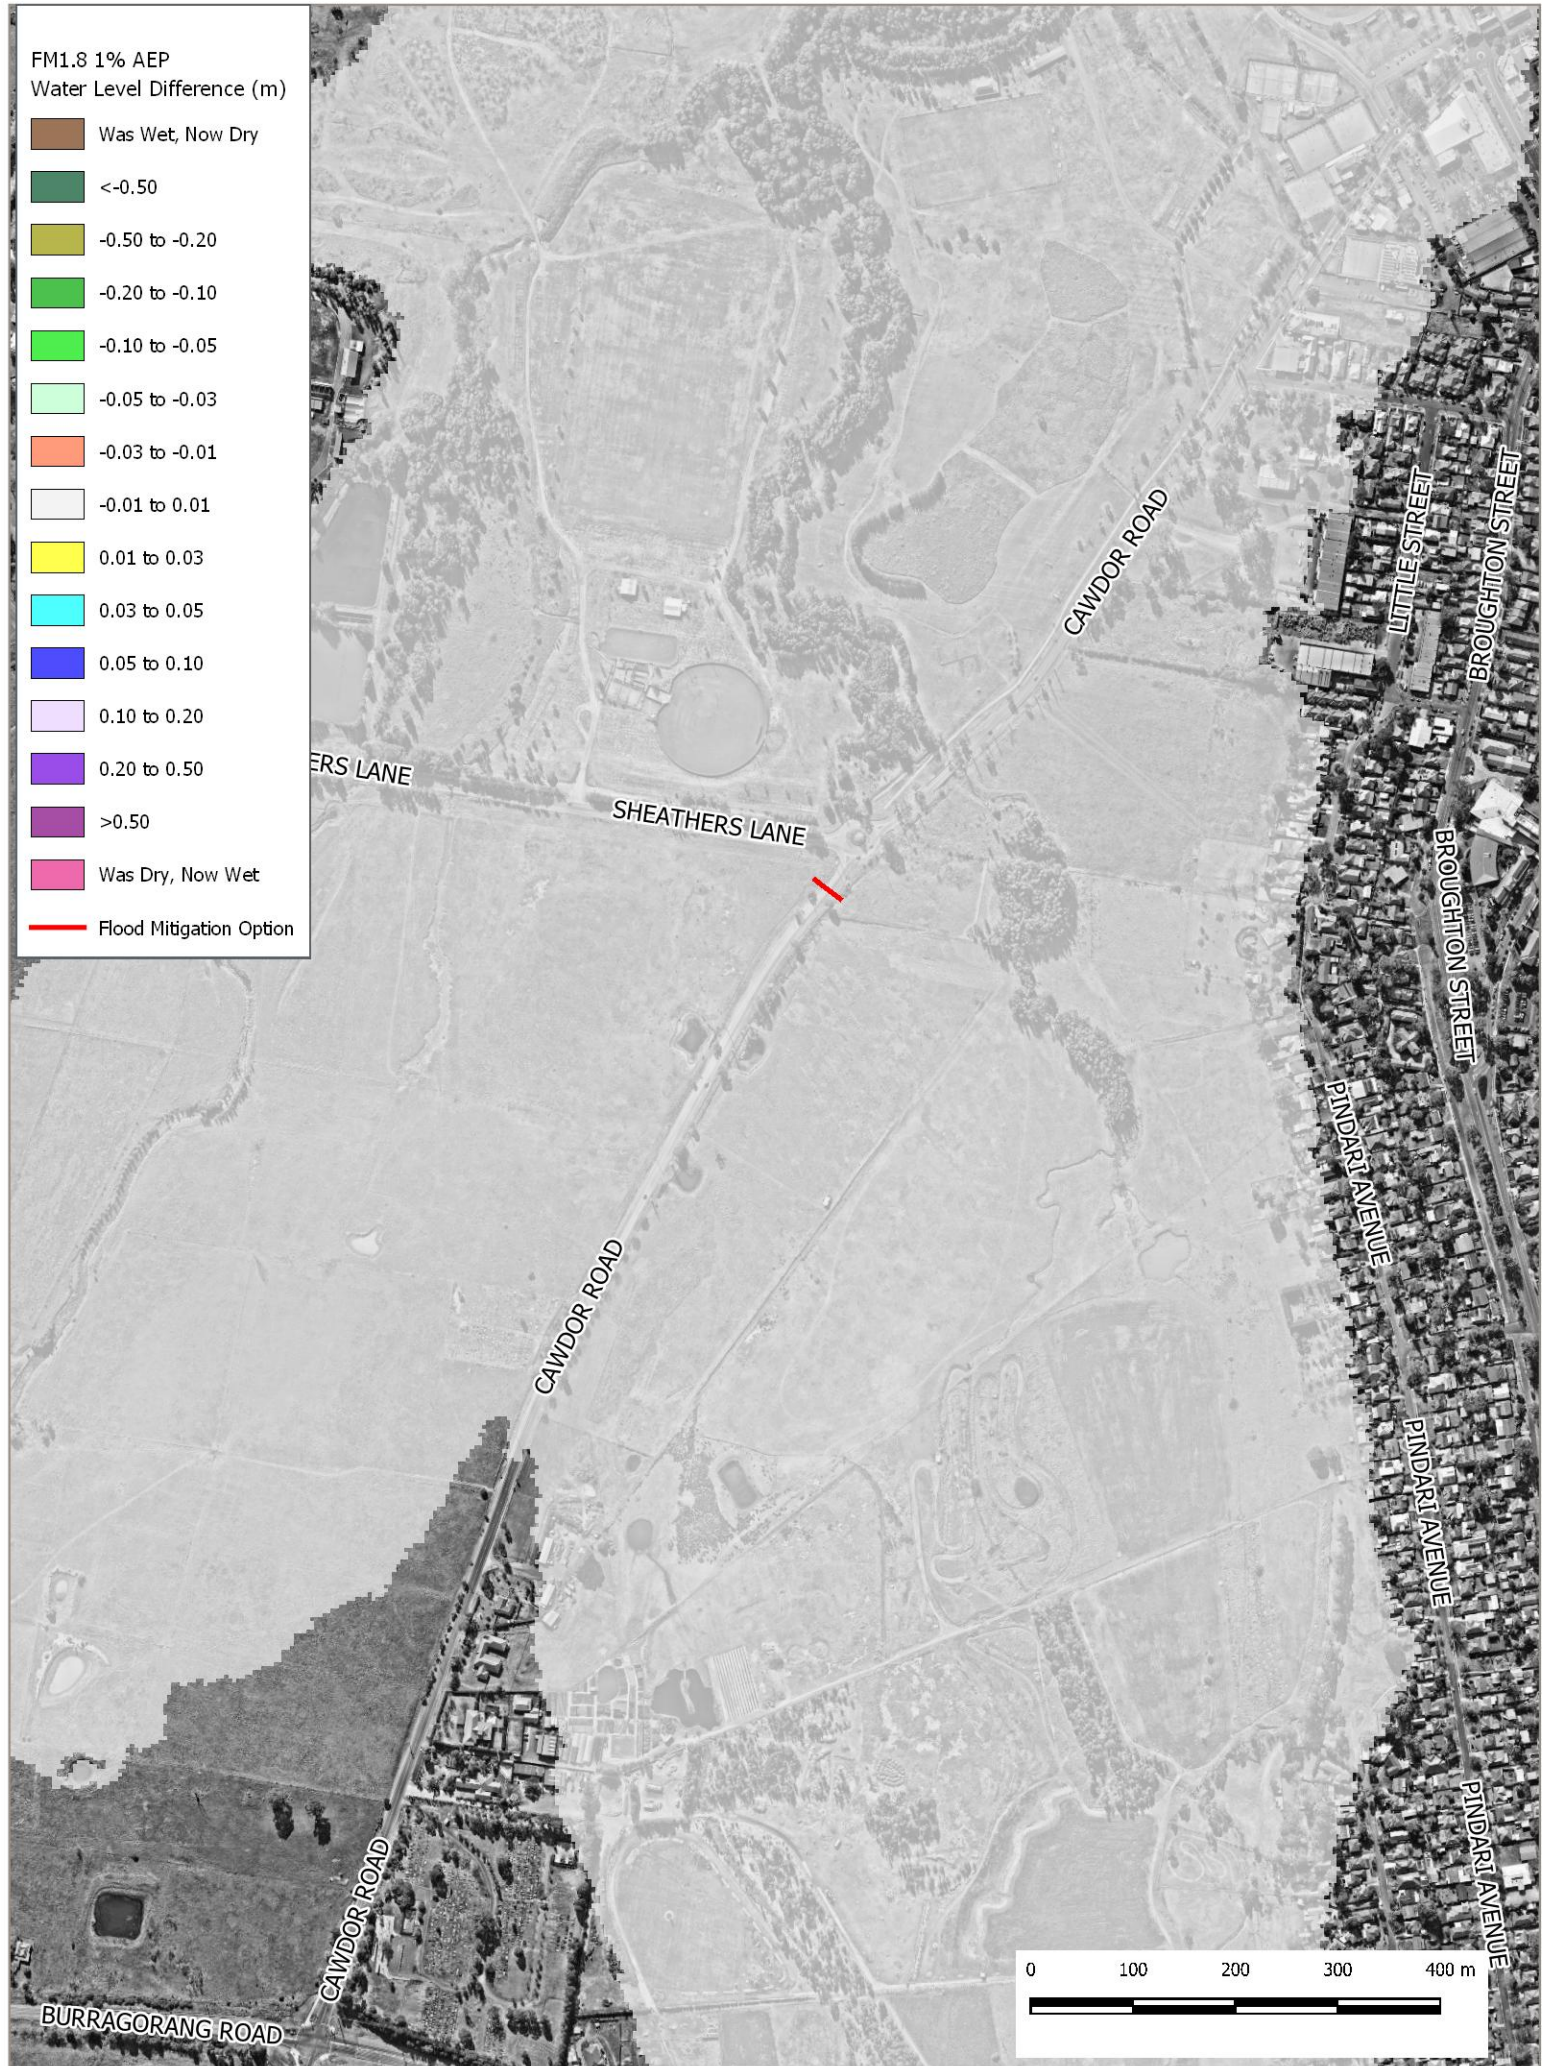 FM1.8 1% AEP
Water Level Difference (m)
Was Wet, Now Dry
<-0.50
-0.50 to -0.20
-0.20 to -0.10
-0.10 to -0.05
-0.05 to -0.03
-0.03 to -0.01
-0.01 to 0.01
0.01 to 0.03
0.03 to 0.05
0.05 to 0.10
0.10 to 0.20
0.20 to 0.50
>0.50
Was Dry, Now Wet
Flood Mitigation Option
CAWDOR ROAD
LITTLE STREET
BROUGHTON STREET
ERS LANE
SHEATHERS LANE
BROUGHTON STREET
PINDARI AVENUE
CAWDOR ROAD
PINDARI AVENUE
PINDARI AVENUE
CAWDOR ROAD
BURRAGORANG ROAD
0 100 200 300 400 m